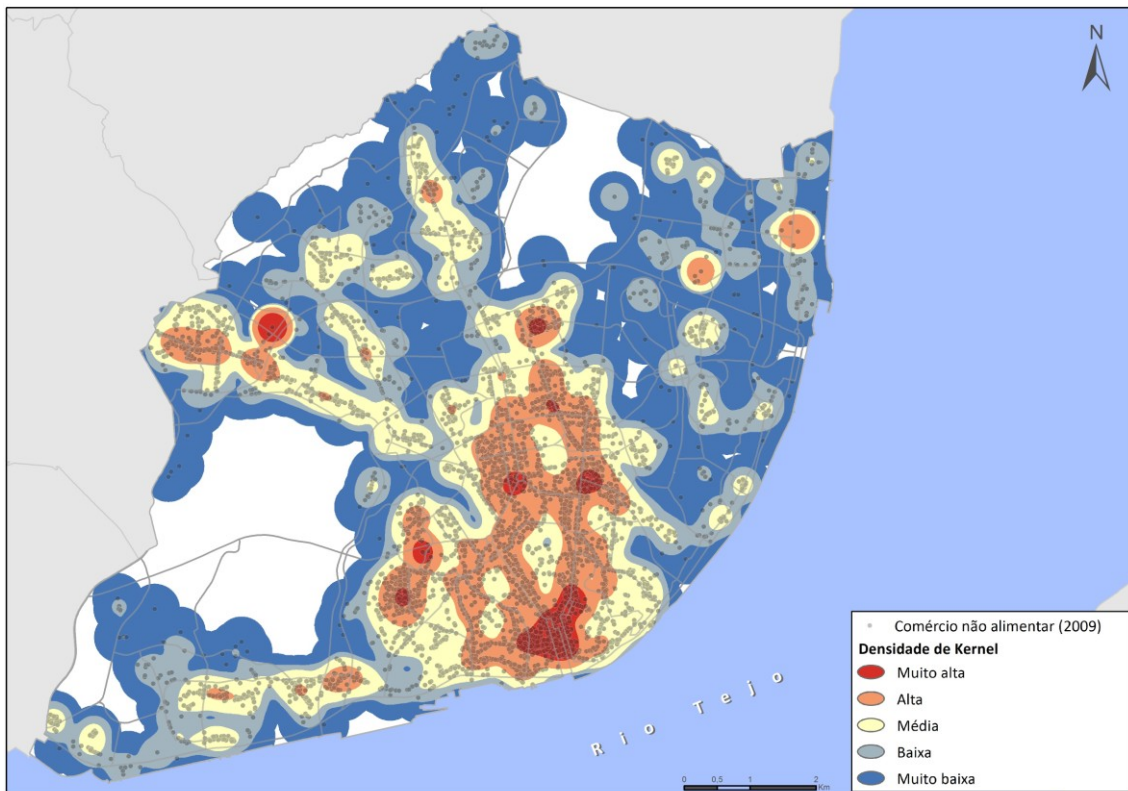 N
Rio Tejo
Comércio não alimentar (2009)
Densidade de Kernel
Muito alta
Alta
Média
Baixa
Muito baixa
0 0,5 1 2
Km